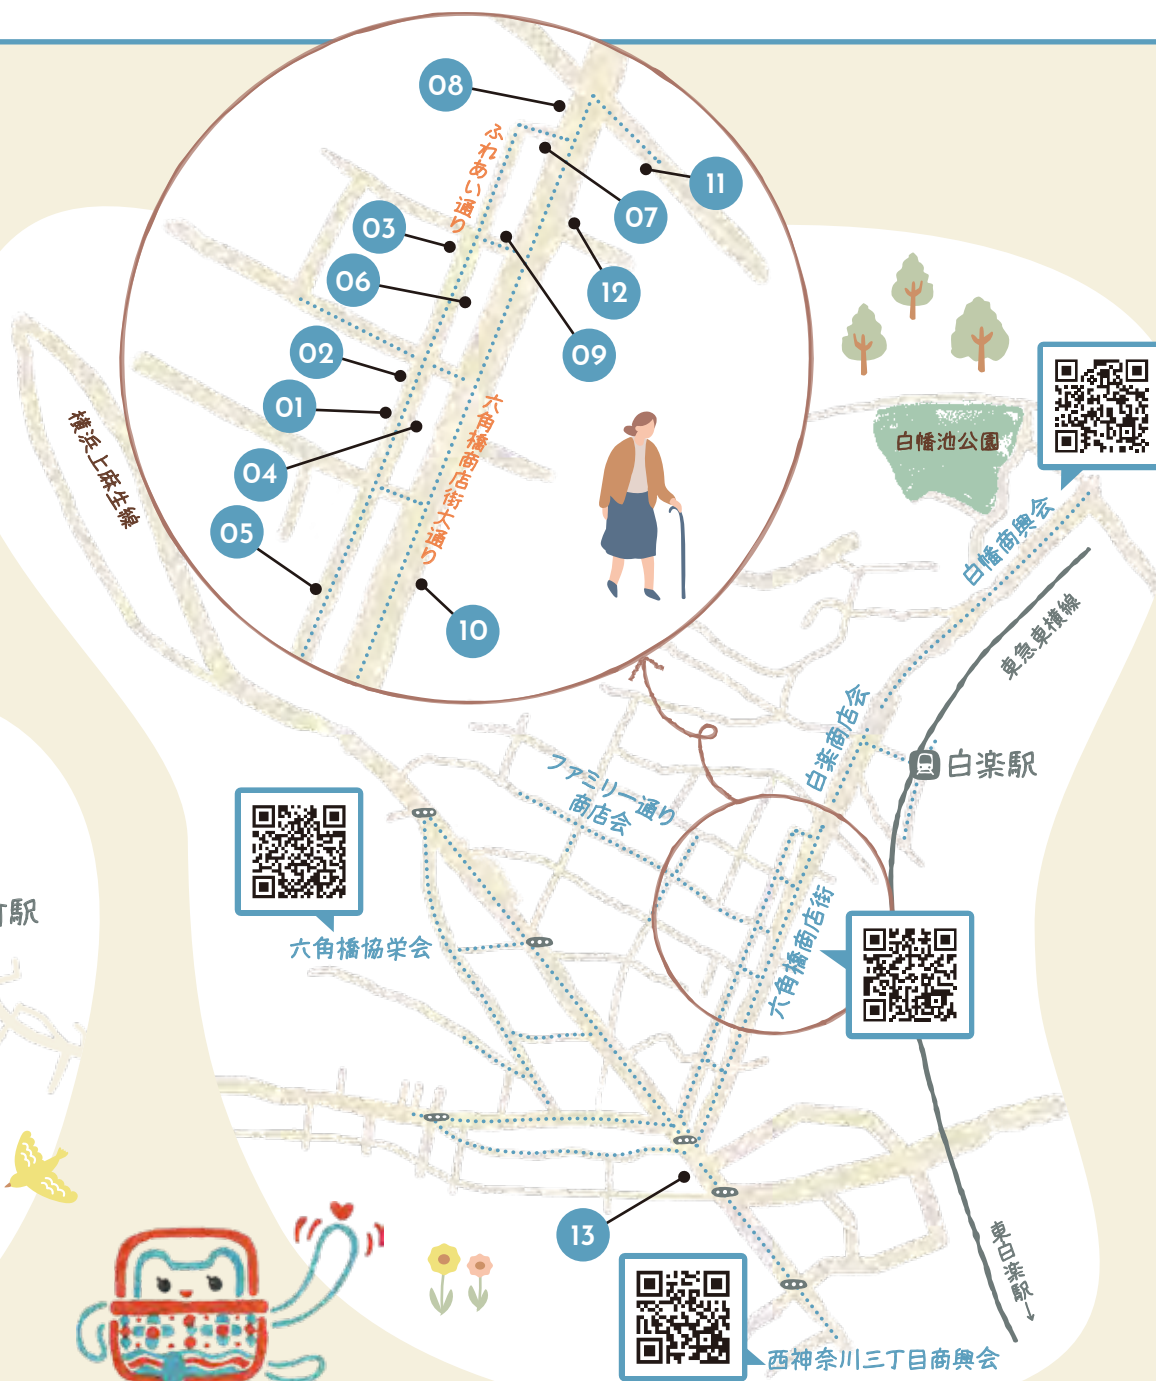 08
ふれあい通り
11
07
03
06
12
09
02
01
六角橋商店街大通り
04
05
10
横浜上麻生線
白幡池公園
白幡商興会
東急東横線
白楽商店会
白楽駅
ファミリー通り
商店会
六角橋商店街
六角橋協栄会
駅
13
東白楽駅→
西神奈川三丁目商興会